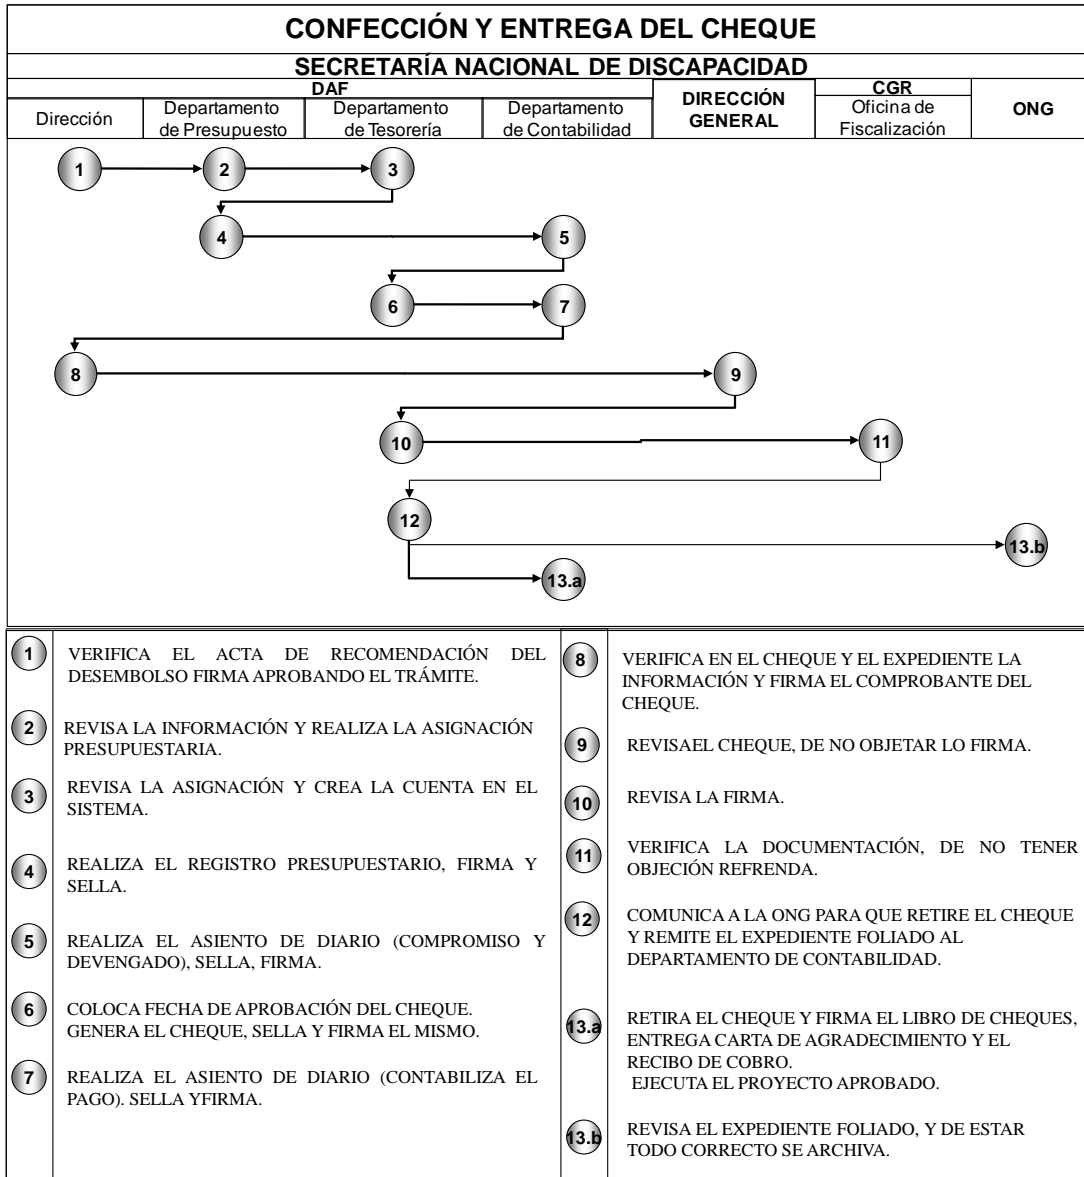 CONFECCIÓN Y ENTREGA DEL CHEQUE
SECRETARÍA NACIONAL DE DISCAPACIDAD
DAF
Dirección
Departamento
de Presupuesto
Departamento
de Tesorería
Departamento
de Contabilidad
DIRECCIÓN
GENERAL
CGR
Oficina de
Fiscalización
ONG
1
2
3
4
5
6
7
8
9
10
11
12
13.b
13.a
1
VERIFICA EL ACTA DE RECOMENDACIÓN DEL
DESEMBOLSO FIRMA APROBANDO EL TRÁMITE.
2
REVISA LA INFORMACIÓN Y REALIZA LA ASIGNACIÓN
PRESUPUESTARIA.
3
REVISA LA ASIGNACIÓN Y CREA LA CUENTA EN EL
SISTEMA.
4
REALIZA EL REGISTRO PRESUPUESTARIO, FIRMA Y
SELLA.
5
REALIZA EL ASIENTO DE DIARIO (COMPROMISO Y
DEVENGADO), SELLA, FIRMA.
6
COLOCA FECHA DE APROBACIÓN DEL CHEQUE.
GENERA EL CHEQUE, SELLA Y FIRMA EL MISMO.
7
REALIZA EL ASIENTO DE DIARIO (CONTABILIZA EL
PAGO). SELLA YFIRMA.
8
VERIFICA EN EL CHEQUE Y EL EXPEDIENTE LA
INFORMACIÓN Y FIRMA EL COMPROBANTE DEL
CHEQUE.
9
REVISAEL CHEQUE, DE NO OBJETAR LO FIRMA.
10
REVISA LA FIRMA.
11
VERIFICA LA DOCUMENTACIÓN, DE NO TENER
OBJECIÓN REFRENDA.
12
COMUNICA A LA ONG PARA QUE RETIRE EL CHEQUE
Y REMITE EL EXPEDIENTE FOLIADO AL
DEPARTAMENTO DE CONTABILIDAD.
13.a
RETIRA EL CHEQUE Y FIRMA EL LIBRO DE CHEQUES,
ENTREGA CARTA DE AGRADECIMIENTO Y EL
RECIBO DE COBRO.
EJECUTA EL PROYECTO APROBADO.
13.b
REVISA EL EXPEDIENTE FOLIADO, Y DE ESTAR
TODO CORRECTO SE ARCHIVA.